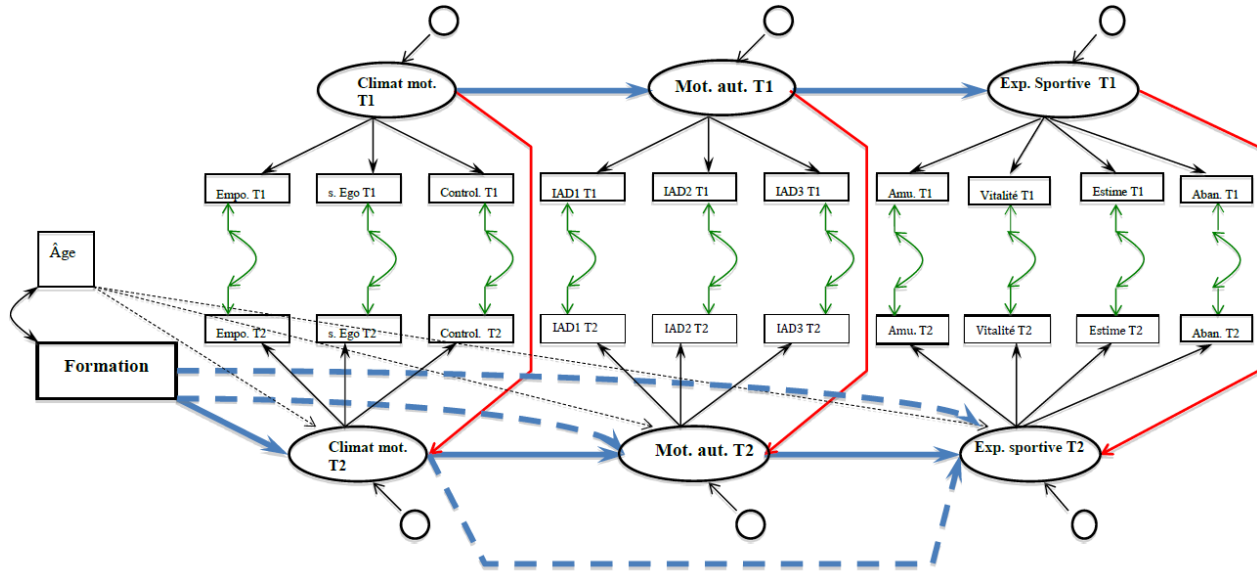 Climat mot.
T1
Mot. aut. T1
Exp. Sportive T1
Empo. T1
s. Ego T1
Control. T1
IAD1 T1
IAD2 T1
IAD3 T1
Amu. T1
Vitalité T1
Estime T1
Aban. T1
Âge
Empo. T2
s. Ego T2
Control. T2
IAD1 T2
IAD2 T2
IAD3 T2
Amu. T2
Vitalité T2
Estime T2
Aban. T2
Formation
Climat mot.
T2
Mot. aut. T2
Exp. sportive T2